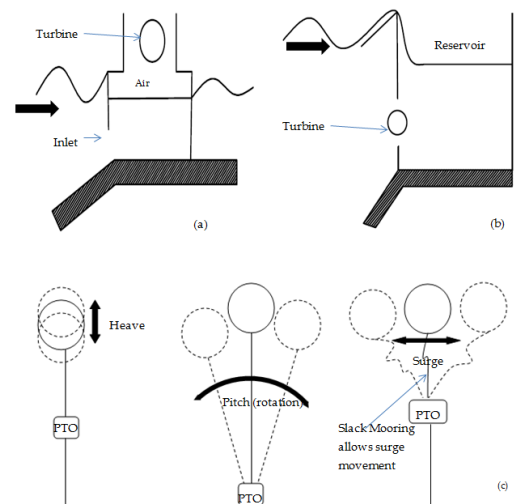 Turbine
Air
Inlet
(a)
Reservoir
Turbine
(b)
Heave
PTO
Pitch (rotation)
PTO
Surge
PTO
Slack Mooring
allows surge
movement
(c)